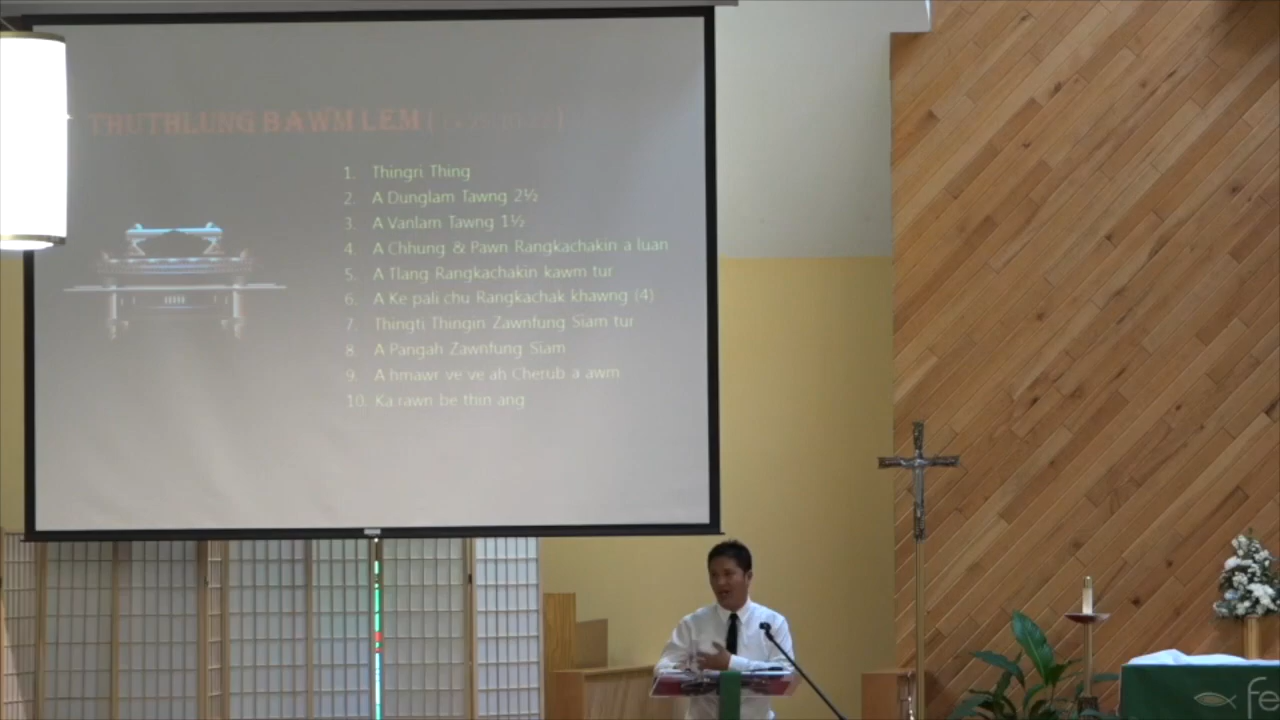 THUTHLUNG BAWM LEM
1. Thingri Thing
2. A Dunglam Tawng 2½
3. A Vanlam Tawng 1½
4. A Chhung & Pawn Rangkachakin a luan
5. A Tlang Rangkachakin kawm tur
6. A Ke pali chu Rangkachak khawng (4)
7. Thingti Thingin Zawnfung Siam tur
8. A Pangah Zawnfung Siam
9. A hmawr ve ve ah Cherub a awm
10. Ka rawn be thin ang
fe